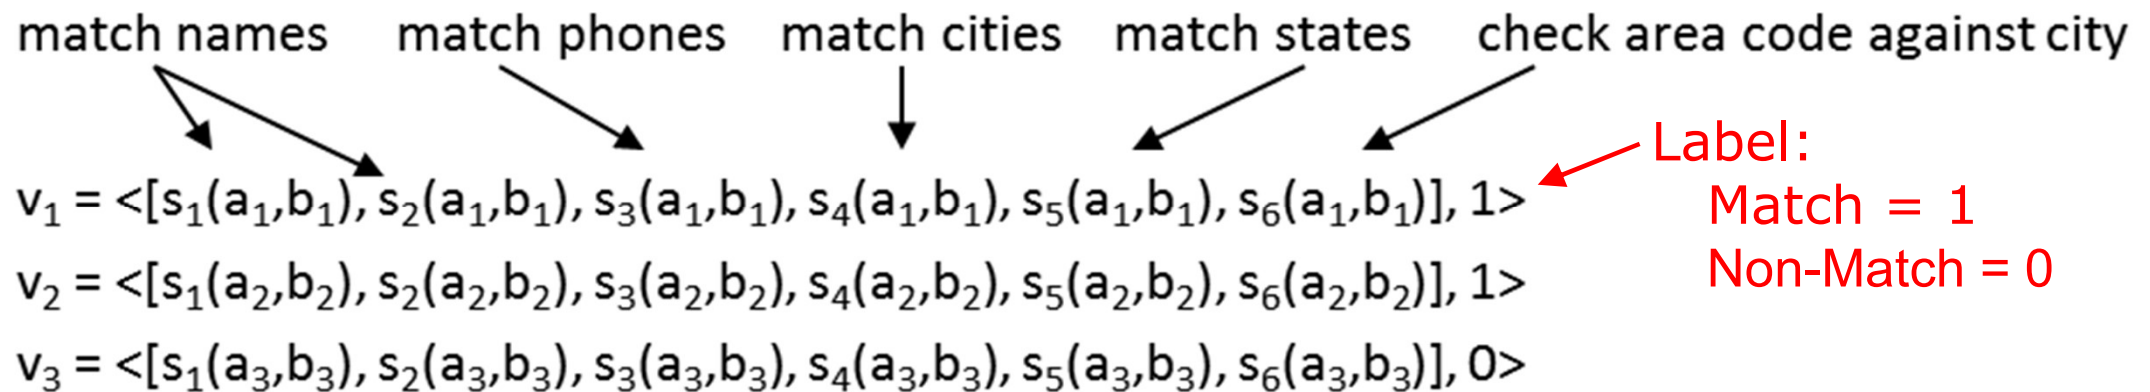 match names match phones match cities match states check area code against city
Label:
v₁ = <[s₁(a₁,b₁), s₂(a₁,b₁), s₃(a₁,b₁), s₄(a₁,b₁), s₅(a₁,b₁), s₆(a₁,b₁)], 1>
Match = 1
v₂ = <[s₁(a₂,b₂), s₂(a₂,b₂), s₃(a₂,b₂), s₄(a₂,b₂), s₅(a₂,b₂), s₆(a₂,b₂)], 1>
Non-Match = 0
v₃ = <[s₁(a₃,b₃), s₂(a₃,b₃), s₃(a₃,b₃), s₄(a₃,b₃), s₅(a₃,b₃), s₆(a₃,b₃)], 0>